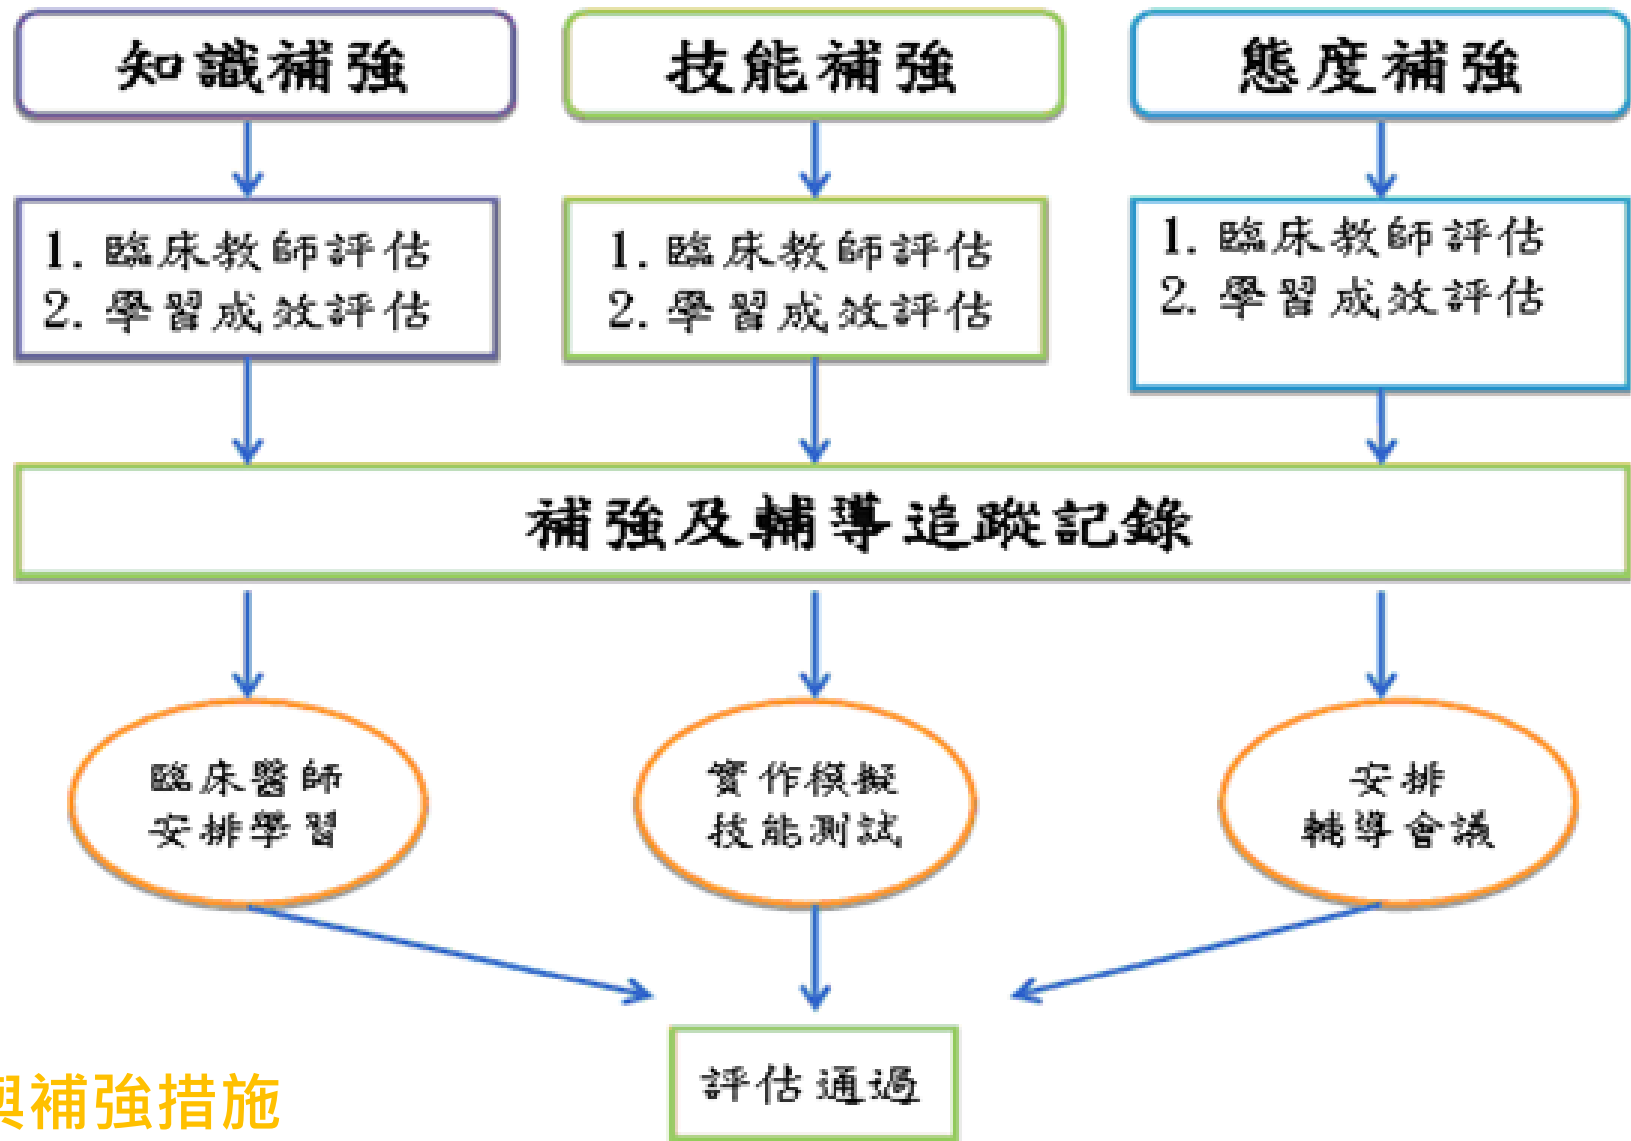 知識補強
技能補強
態度補強
1. 臨床教師評估
2. 學習成效評估
1. 臨床教師評估
2. 學習成效評估
1. 臨床教師評估
2. 學習成效評估
補強及輔導追蹤記錄
臨床醫師
安排學習
實作模擬
技能測試
安排
輔導會議
評估通過
與補強措施